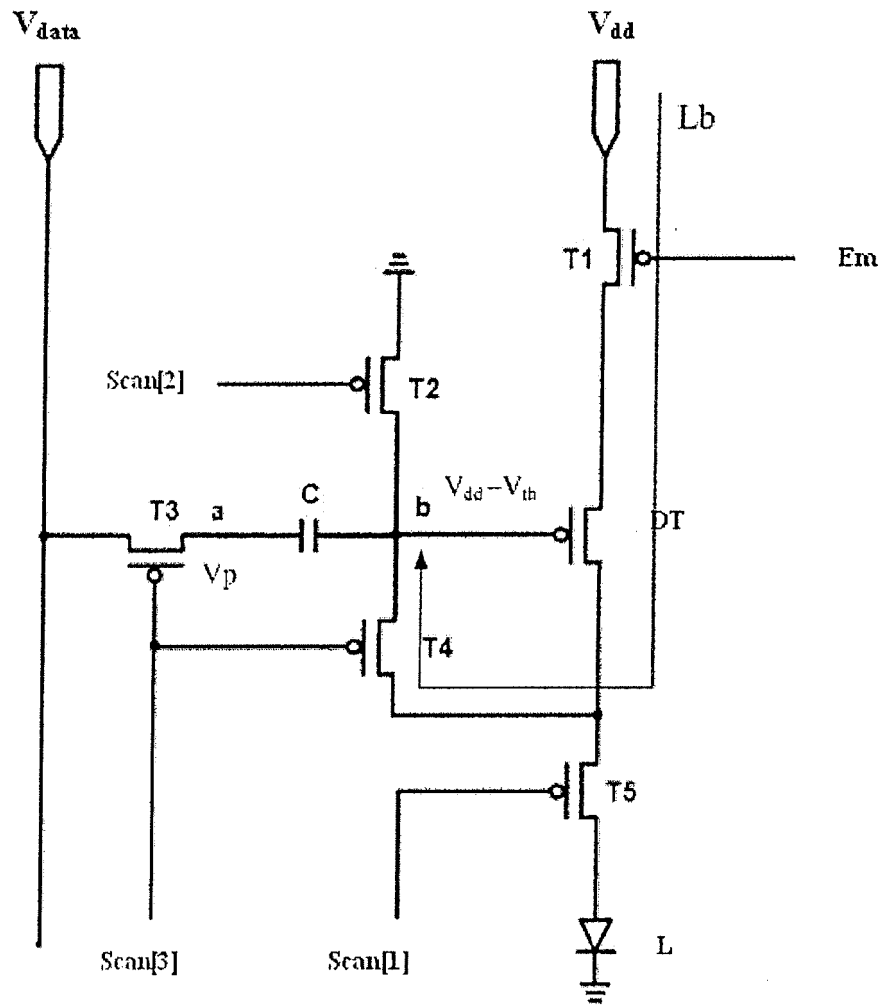 Vdata
Vdd
Lb
T1
Em
Scan[2]
T2
T3
a
C
b
Vdd-Vth
DT
Vp
T4
T5
Scan[3]
Scan[1]
L